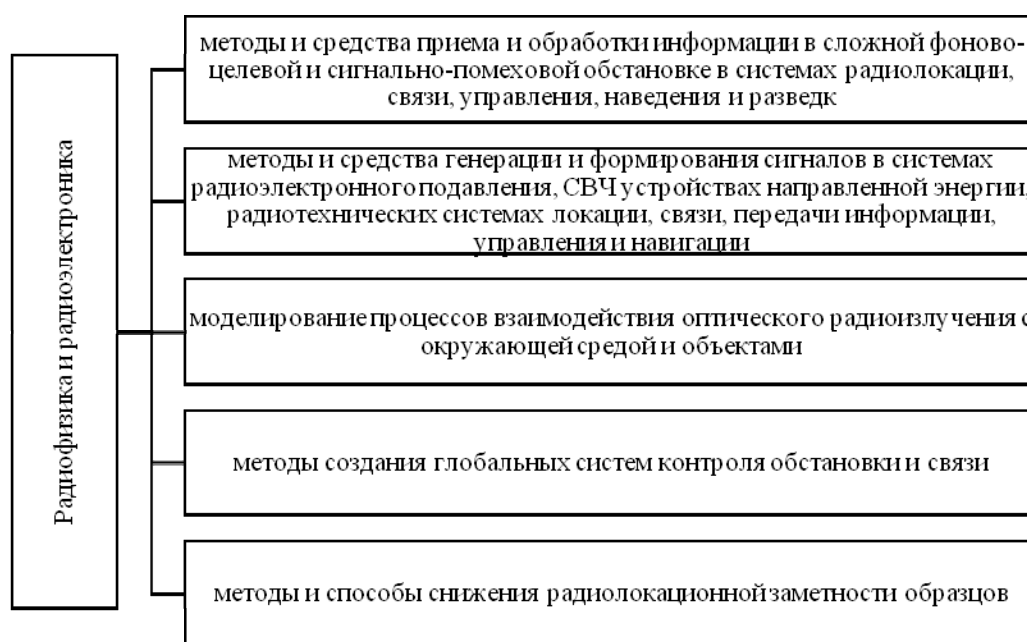 Радиофизика и радиоэлектроника
методы и средства приема и обработки информации в сложной фоново-
целевой и сигнально-помеховой обстановке в системах радиолокации,
связи, управления, наведения и разведк
методы и средства генерации и формирования сигналов в системах
радиоэлектронного подавления, СВЧ устройствах направленной энергии,
радиотехнических системах локации, связи, передачи информации,
управления и навигации
моделирование процессов взаимодействия оптического радиоизлучения с
окружающей средой и объектами
методы создания глобальных систем контроля обстановки и связи
методы и способы снижения радиолокационной заметности образцов